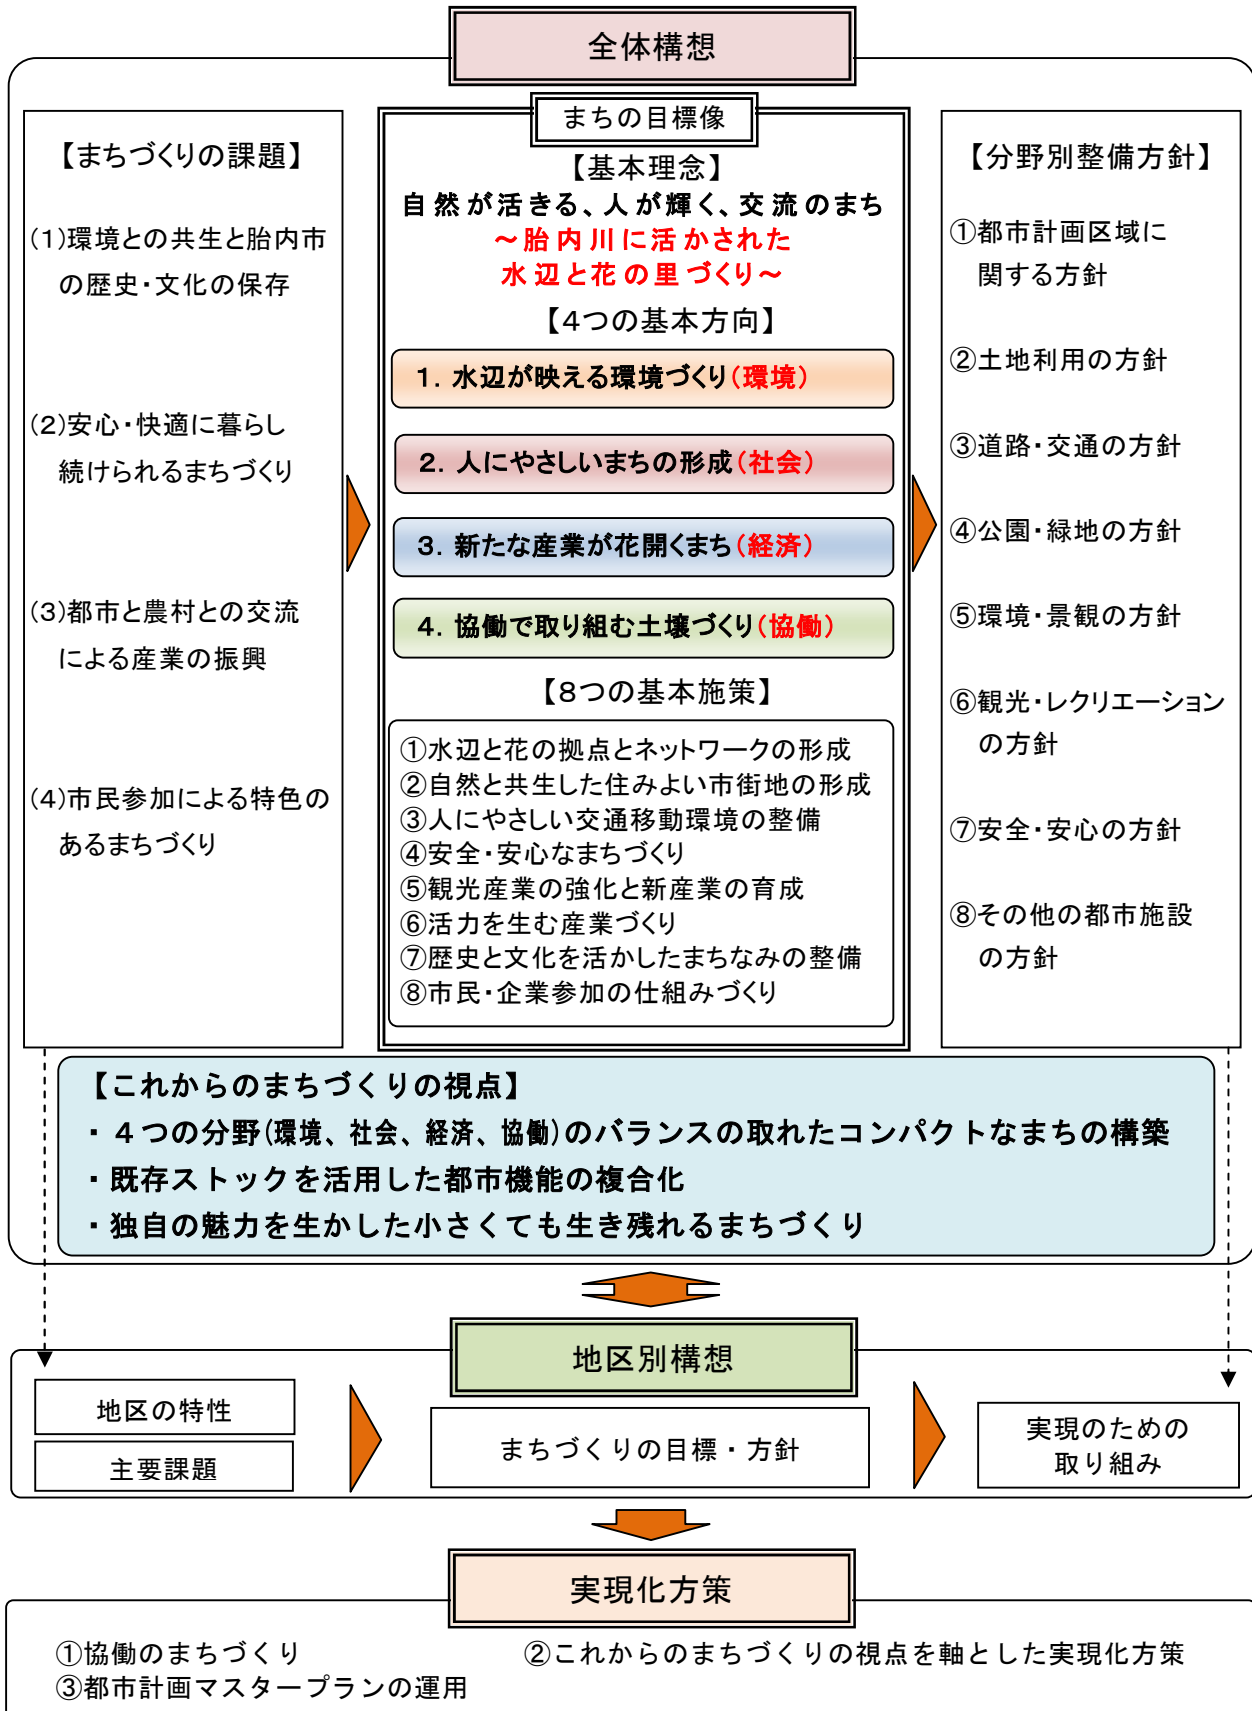 全体構想
【まちづくりの課題】
(1)環境との共生と胎内市
の歴史・文化の保存
(2)安心・快適に暮らし
続けられるまちづくり
(3)都市と農村との交流
による産業の振興
(4)市民参加による特色の
あるまちづくり
まちの目標像
【基本理念】
自然が活きる、人が輝く、交流のまち
～胎内川に活かされた
水辺と花の里づくり～
【4つの基本方向】
1．水辺が映える環境づくり(環境)
2．人にやさしいまちの形成(社会)
3．新たな産業が花開くまち(経済)
4．協働で取り組む土壌づくり(協働)
【8つの基本施策】
①水辺と花の拠点とネットワークの形成
②自然と共生した住みよい市街地の形成
③人にやさしい交通移動環境の整備
④安全・安心なまちづくり
⑤観光産業の強化と新産業の育成
⑥活力を生む産業づくり
⑦歴史と文化を活かしたまちなみの整備
⑧市民・企業参加の仕組みづくり
【分野別整備方針】
①都市計画区域に
関する方針
②土地利用の方針
③道路・交通の方針
④公園・緑地の方針
⑤環境・景観の方針
⑥観光・レクリエーション
の方針
⑦安全・安心の方針
⑧その他の都市施設
の方針
【これからのまちづくりの視点】
・４つの分野(環境、社会、経済、協働)のバランスの取れたコンパクトなまちの構築
・既存ストックを活用した都市機能の複合化
・独自の魅力を生かした小さくても生き残れるまちづくり
地区別構想
地区の特性
主要課題
まちづくりの目標・方針
実現のための
取り組み
実現化方策
①協働のまちづくり
②これからのまちづくりの視点を軸とした実現化方策
③都市計画マスタープランの運用